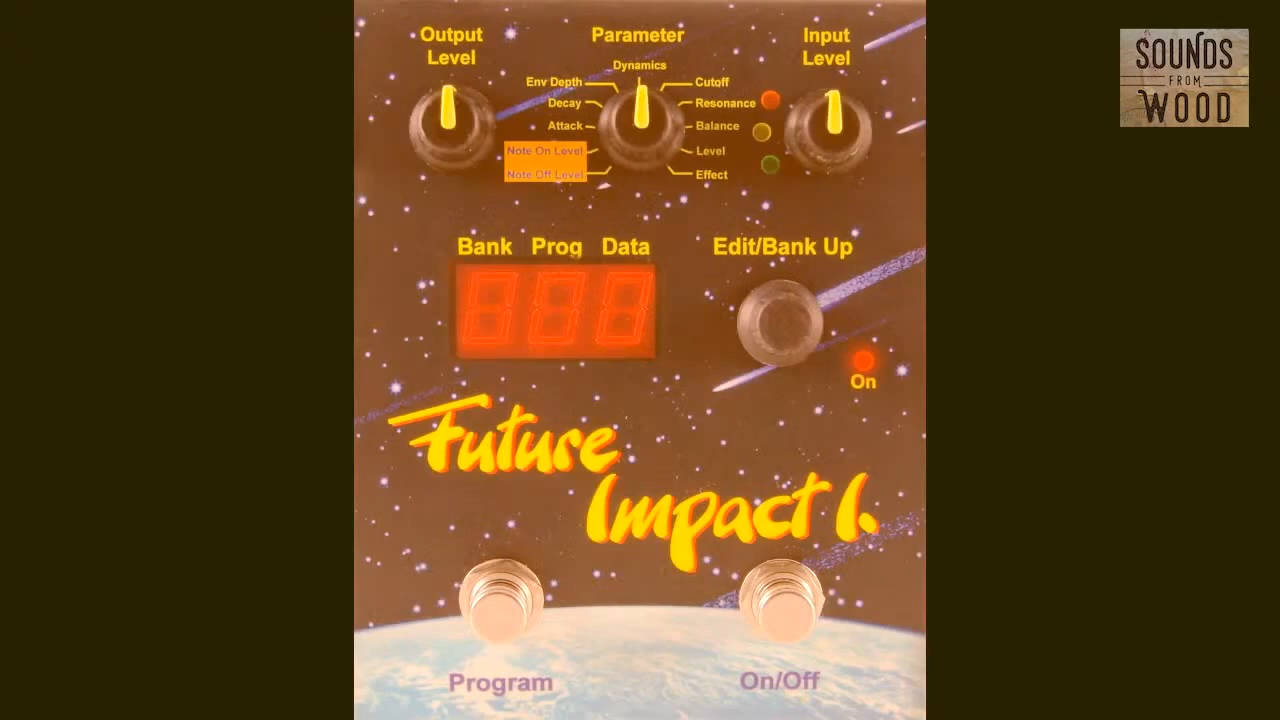 Output
Level
Parameter
Input
Level
Dynamics
Env Depth
Cutoff
Decay
Resonance
Attack
Balance
Note On Level
Level
Note Off Level
Effect
SOUNDS
FROM
WOOD
Bank Prog Data
Edit/Bank Up
888
On
Future
Impact I.
Program
On/Off